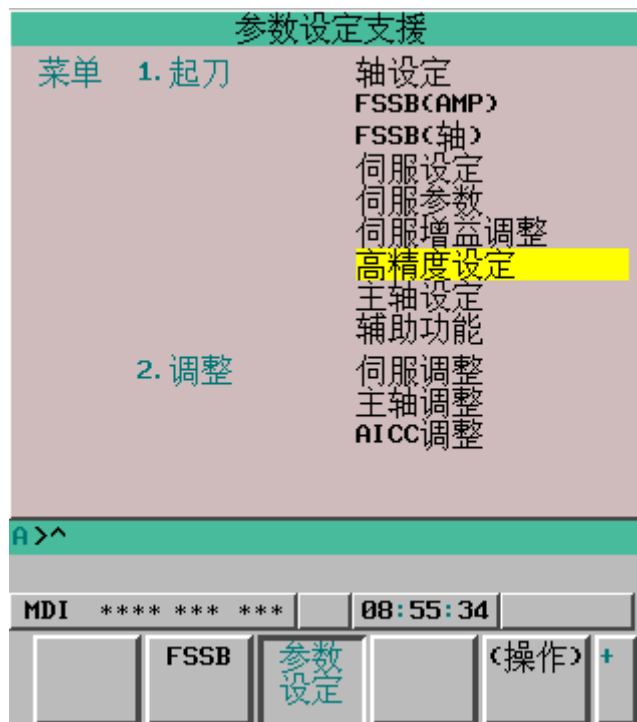 参数设定支援
菜单 1.起刀 轴设定
FSSB(AMP)
FSSB(轴)
伺服设定
伺服参数
伺服增益调整
高精度设定
主轴设定
辅助功能
2.调整 伺服调整
主轴调整
AICC调整
A>^
MDI **** *** *** 08:55:34
FSSB 参数设定 (操作) +